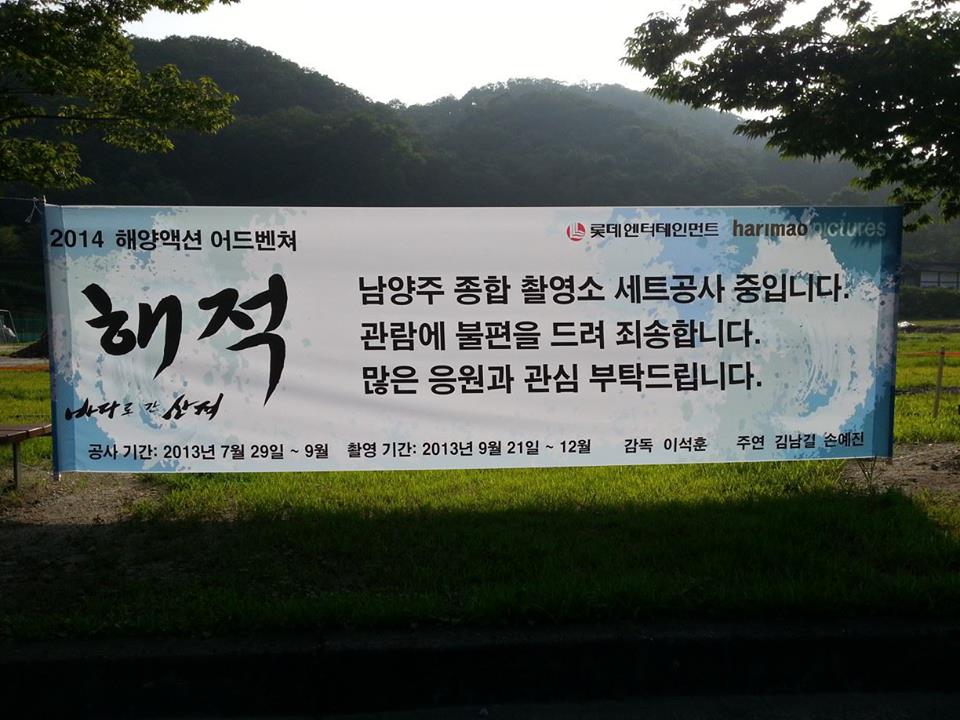 2014 해양액션 어드벤쳐
롯데엔터테인먼트 harimaopictures
해적
바다로 간 산적
남양주 종합 촬영소 세트공사 중입니다.
관람에 불편을 드려 죄송합니다.
많은 응원과 관심 부탁드립니다.
공사 기간: 2013년 7월 29일 ~ 9월 촬영 기간: 2013년 9월 21일 ~ 12월 감독 이석훈 주연 김남길 손예진